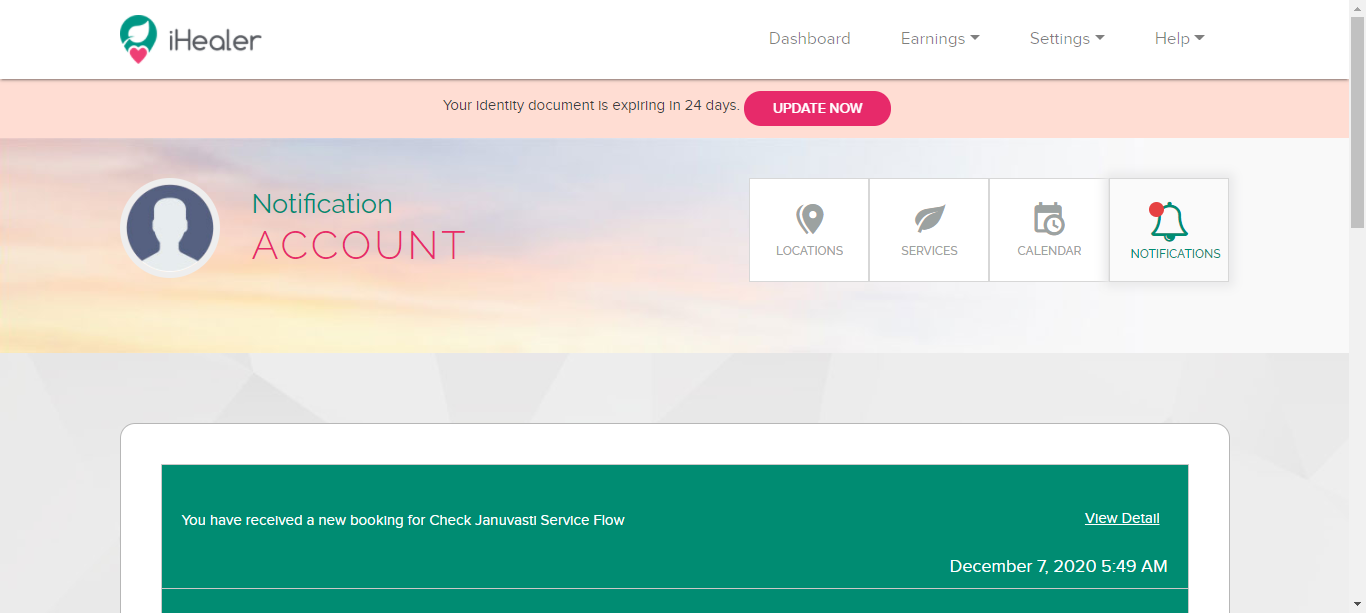 iHealer
Dashboard
Earnings
Settings
Help
Your identity document is expiring in 24 days.
UPDATE NOW
Notification
ACCOUNT
LOCATIONS
SERVICES
CALENDAR
NOTIFICATIONS
You have received a new booking for Check Januvasti Service Flow
View Detail
December 7, 2020 5:49 AM